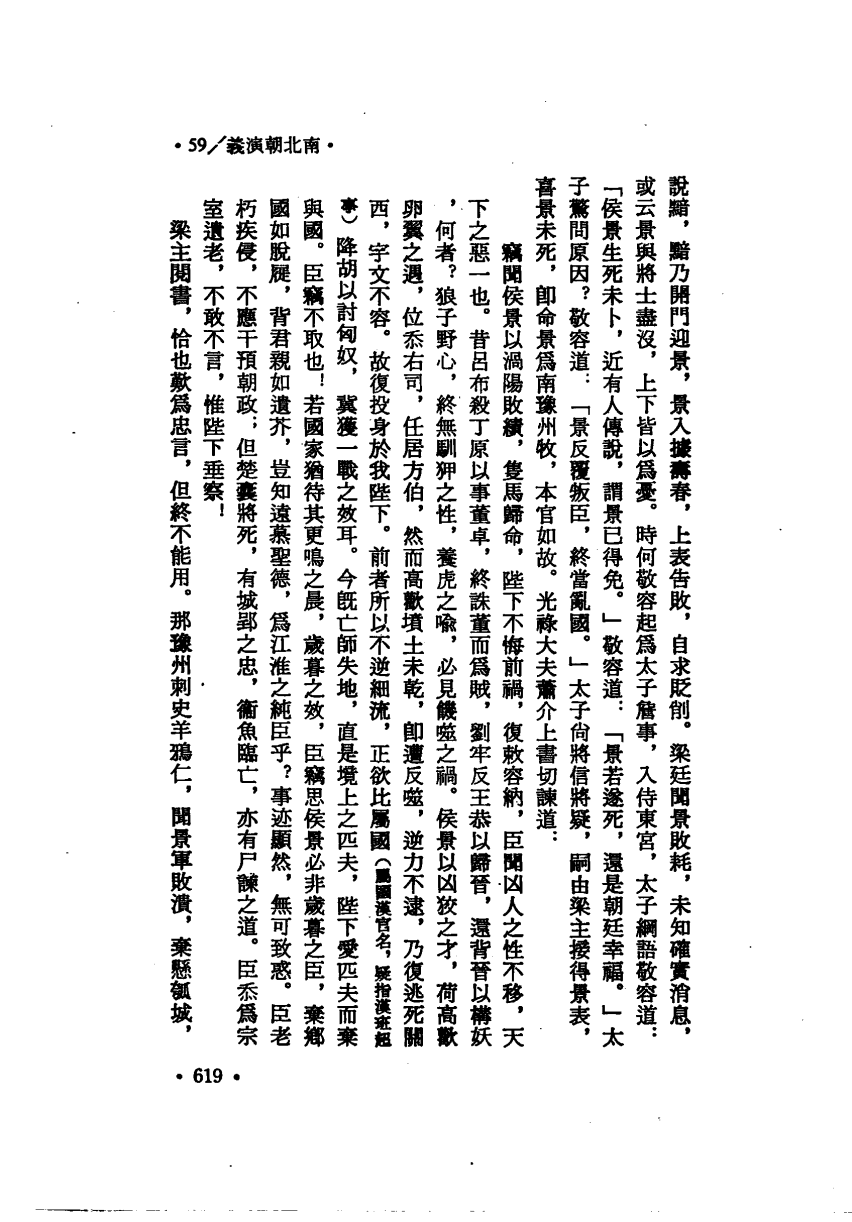 •59／義演朝北南•
說黯，黯乃開門迎景，景入據壽春，上表告敗，自求貶削。梁廷聞景敗耗，未知確實消息，
或云景與將士盡沒，上下皆以爲憂。時何敬容起爲太子詹事，入侍東宮，太子綱語敬容道：
「侯景生死未卜，近有人傳說，謂景已得免。」敬容道：「景若遂死，還是朝廷幸福。」太
子驚問原因？敬容道：「景反覆叛臣，終當亂國。」太子尙將信將疑，嗣由梁主接得景表，
喜景未死，卽命景爲南豫州牧，本官如故。光祿大夫蕭介上書切諫道：
竊聞侯景以渦陽敗績，隻馬歸命，陛下不悔前禍，復敕容納，臣聞凶人之性不移，天
下之惡一也。昔呂布殺丁原以事董卓，終誅董而爲賊，劉牢反王恭以歸晉，還背晉以構妖
，何者？狼子野心，終無馴狎之性，養虎之喩，必見饑噬之禍。侯景以凶狡之才，荷高歡
卵翼之遇，位忝右司，任居方伯，然而高歡墳土未乾，卽遭反噬，逆力不逮，乃復逃死關
西，宇文不容。故復投身於我陛下。前者所以不逆細流，正欲比屬國（屬國漢官名，疑指漢班超
事）降胡以討匈奴，冀獲一戰之效耳。今旣亡師失地，直是境上之匹夫，陛下愛匹夫而棄
與國。臣竊不取也！若國家猶待其更鳴之晨，歲暮之效，臣竊思侯景必非歲暮之臣，棄鄉
國如脫屣，背君親如遺芥，豈知遠慕聖德，爲江淮之純臣乎？事迹顯然，無可致惑。臣老
朽疾侵，不應干預朝政；但楚囊將死，有城郢之忠，衞魚臨亡，亦有尸諫之道。臣忝爲宗
室遺老，不敢不言，惟陛下垂察！
梁主閱書，恰也歎爲忠言，但終不能用。那豫州刺史羊鴉仁，聞景軍敗潰，棄懸瓠城，
•619•